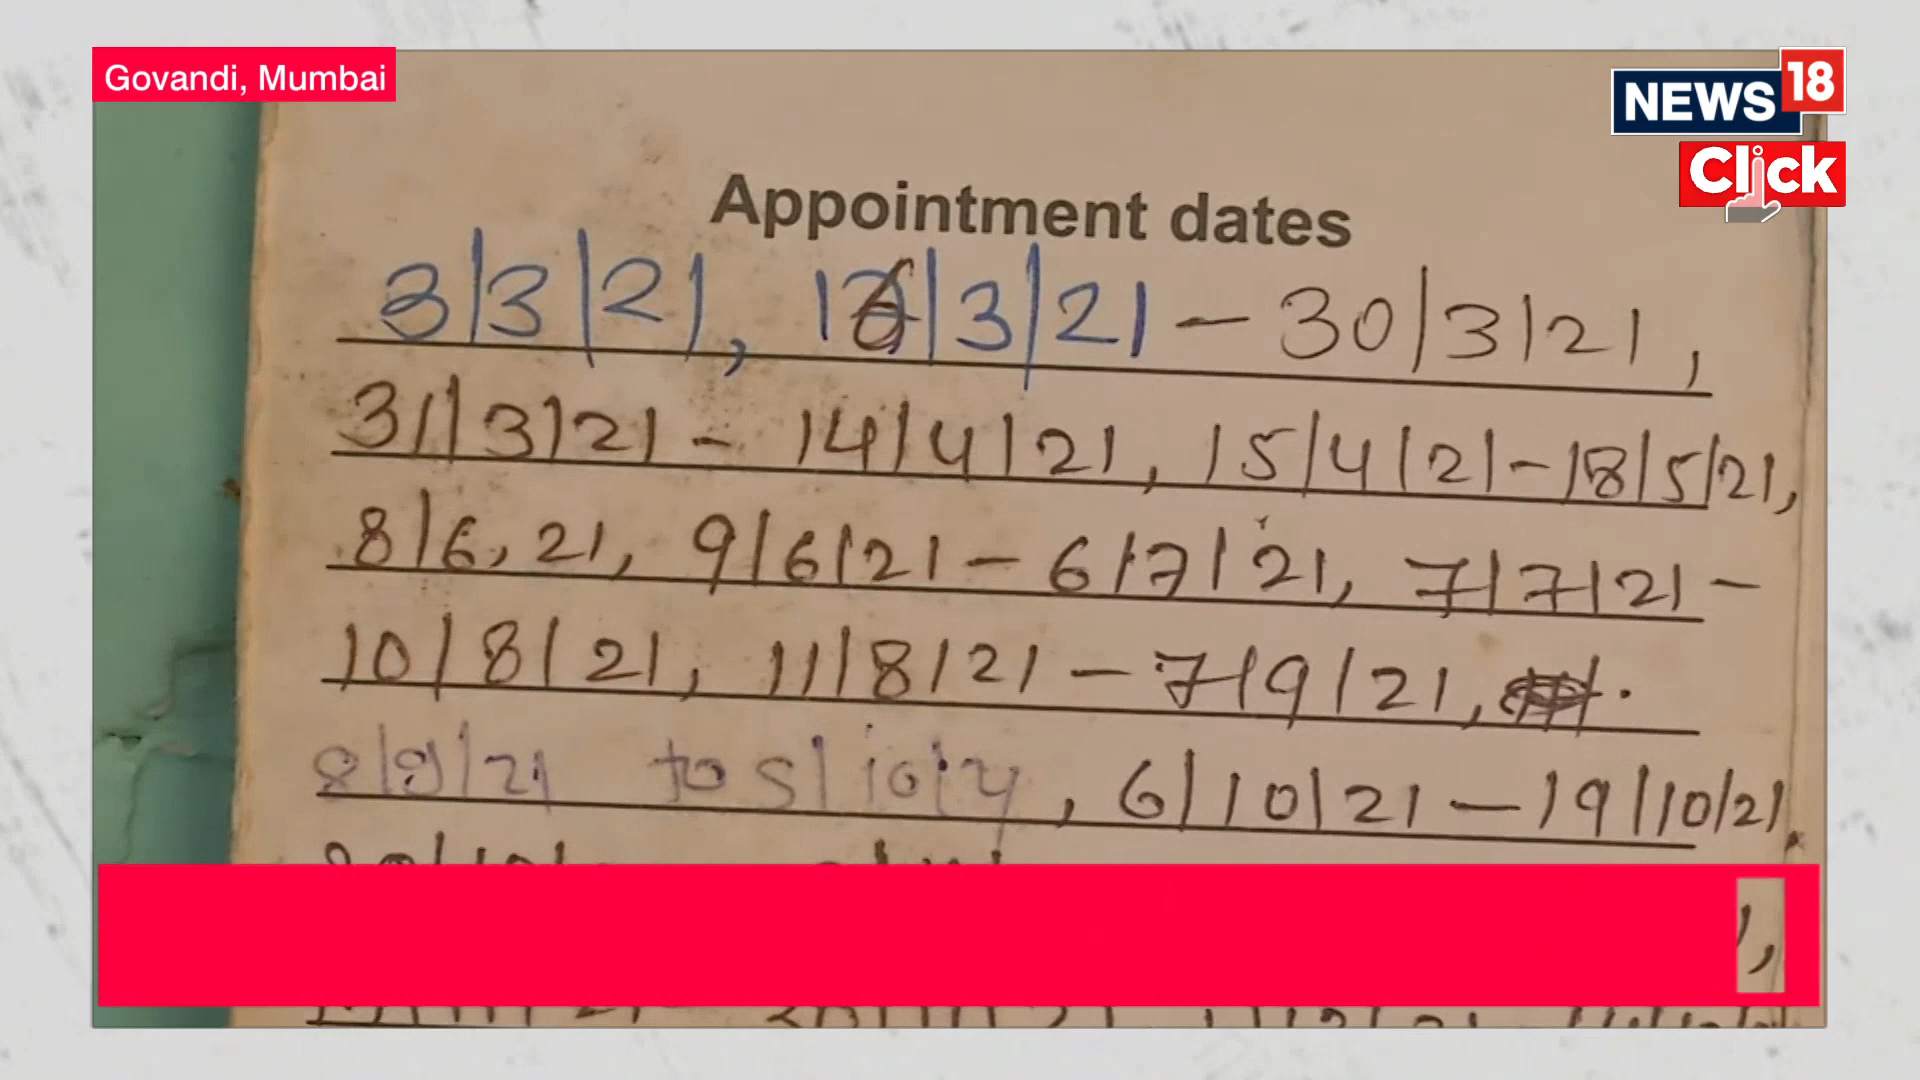 Govandi, Mumbai
NEWS 18
Click
Appointment dates
3/3/21, 16/3/21 - 30/3/21,
31/3/21 - 14/4/21, 15/4/21 - 18/5/21,
8/6, 21, 9/6/21 - 6/7/21, 7/7/21 -
10/8/21, 11/8/21 - 7/9/21,
8/9/21 to 5/10/21, 6/10/21 - 19/10/21,